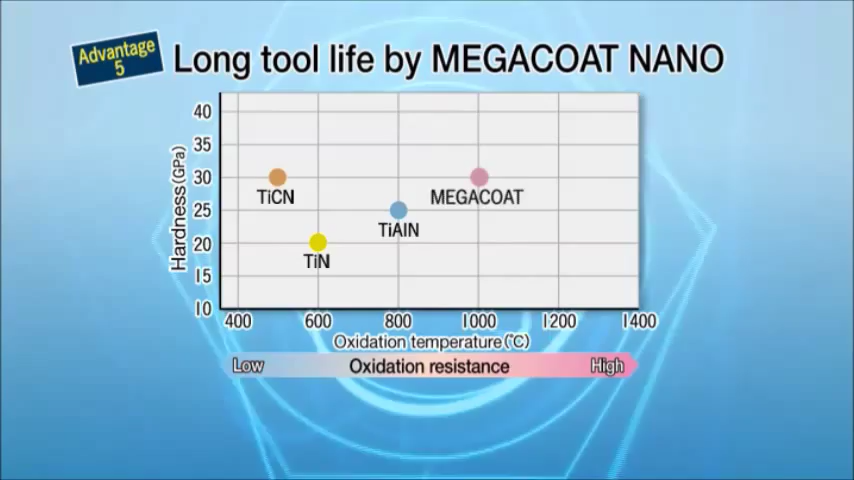 Advantage
5
Long tool life by MEGACOAT NANO
Hardness(GPa)
40
35
30
25
20
15
10
TiCN
MEGACOAT
TiAlN
TiN
400 600 800 1000 1200 1400
Oxidation temperature(℃)
Low Oxidation resistance High